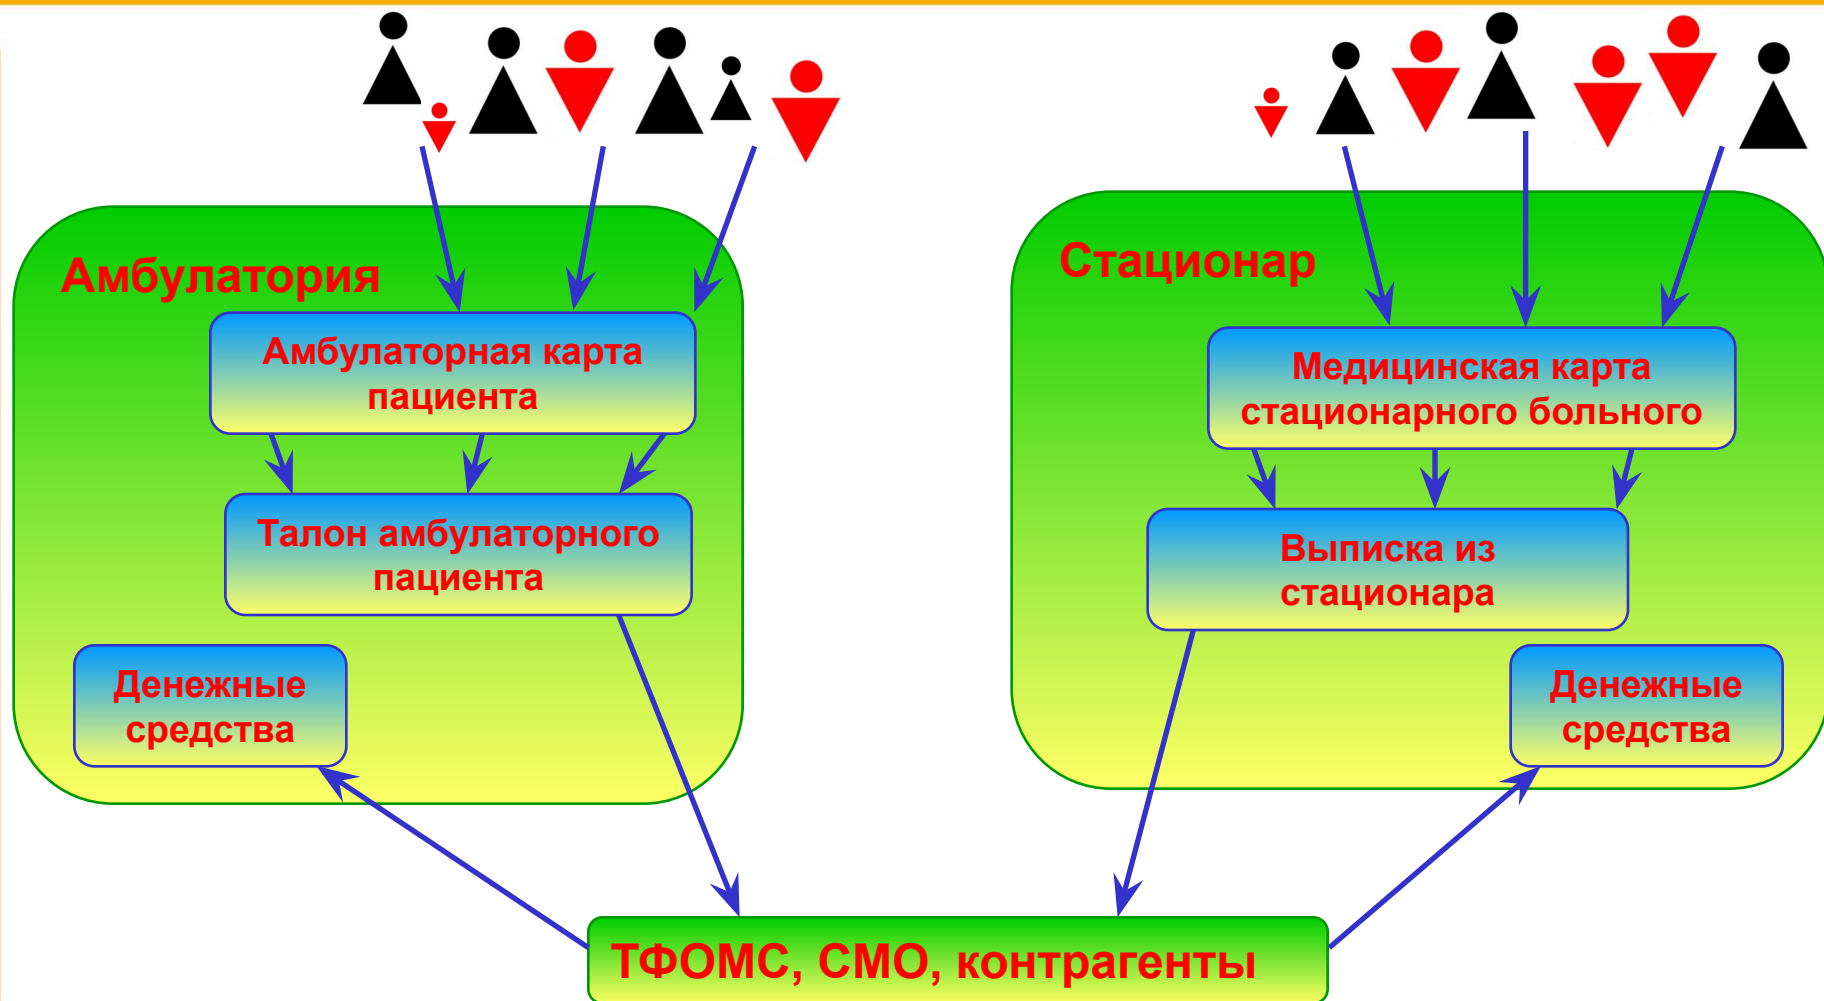 Амбулатория
Амбулаторная карта
пациента
Талон амбулаторного
пациента
Денежные
средства
Стационар
Медицинская карта
стационарного больного
Выписка из
стационара
Денежные
средства
ТФОМС, СМО, контрагенты